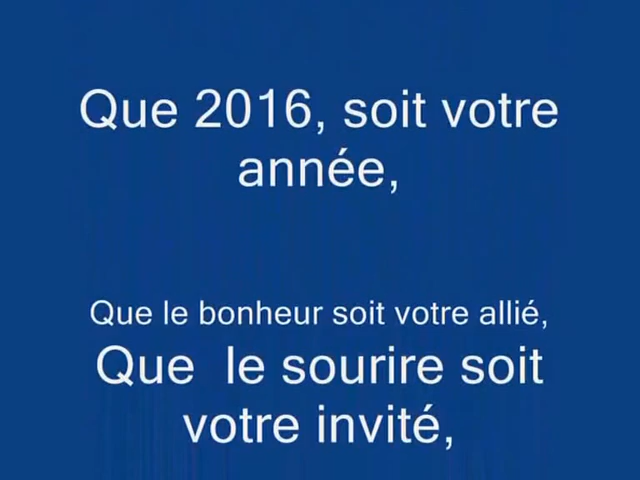 Que 2016, soit votre
année,
Que le bonheur soit votre allié,
Que  le sourire soit
votre invité,